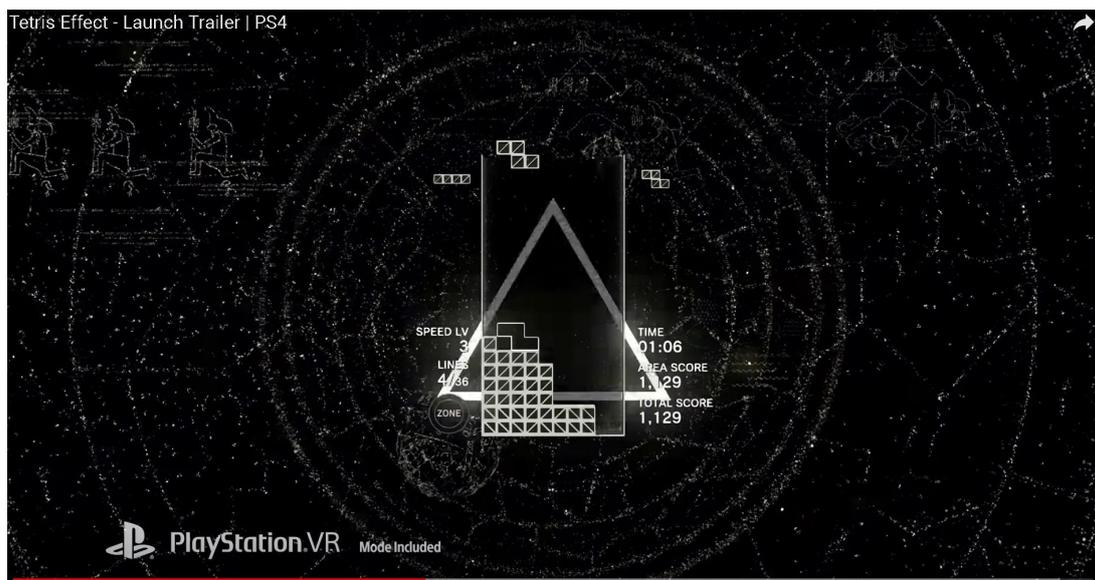 Tetris Effect - Launch Trailer | PS4
SPEED LV
3
LINES
4/36
ZONE
TIME
01:06
AREA SCORE
1,129
TOTAL SCORE
1,129
PlayStation.VR Mode Included